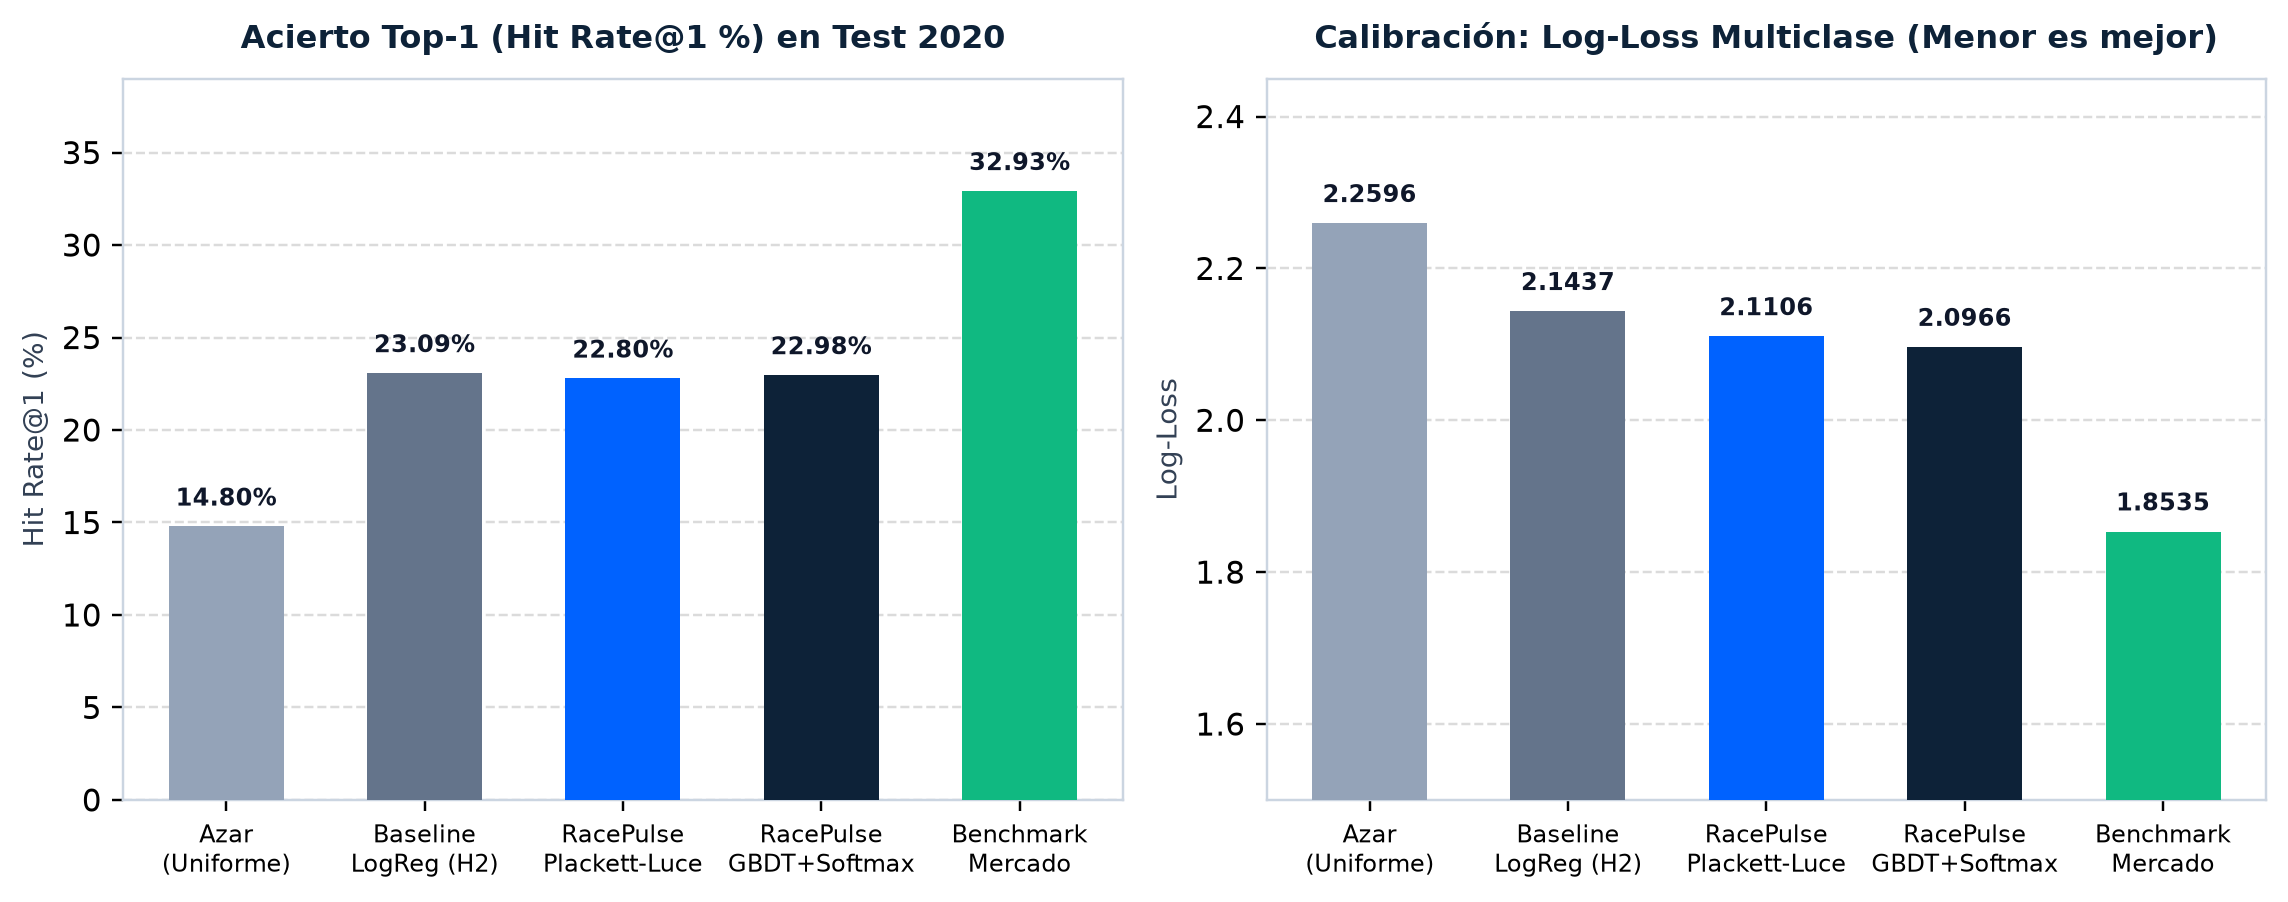 Acierto Top-1 (Hit Rate@1 %) en Test 2020
Hit Rate@1 (%)
35
30
25
20
15
10
5
0
14.80%
23.09%
22.80%
22.98%
32.93%
Azar
(Uniforme)
Baseline
LogReg (H2)
RacePulse
Plackett-Luce
RacePulse
GBDT+Softmax
Benchmark
Mercado
Calibración: Log-Loss Multiclase (Menor es mejor)
Log-Loss
2.4
2.2
2.0
1.8
1.6
2.2596
2.1437
2.1106
2.0966
1.8535
Azar
(Uniforme)
Baseline
LogReg (H2)
RacePulse
Plackett-Luce
RacePulse
GBDT+Softmax
Benchmark
Mercado